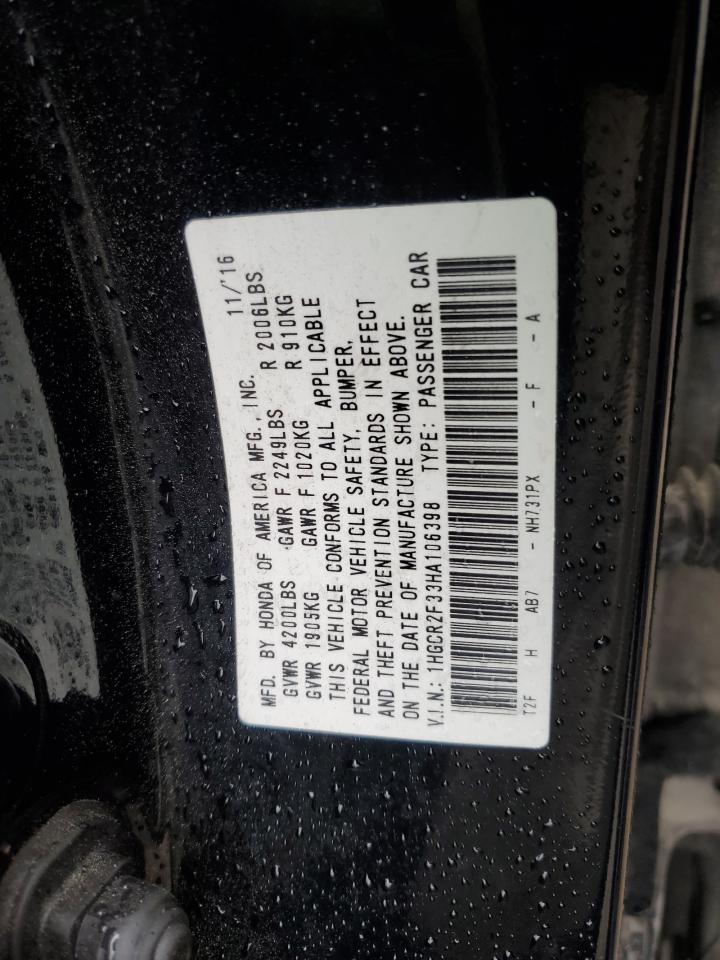 11/'16
MFD. BY HONDA OF AMERICA MFG., INC.
GVWR 4200LBS GAWR F 2249LBS R 2006LBS
GVWR 1905KG GAWR F 1020KG R 910KG
THIS VEHICLE CONFORMS TO ALL APPLICABLE
FEDERAL MOTOR VEHICLE SAFETY, BUMPER,
AND THEFT PREVENTION STANDARDS IN EFFECT
ON THE DATE OF MANUFACTURE SHOWN ABOVE.
V.I.N.: 1HGCR2F33HA106398 TYPE: PASSENGER CAR
T2F H AB7 - NH731PX - F - A